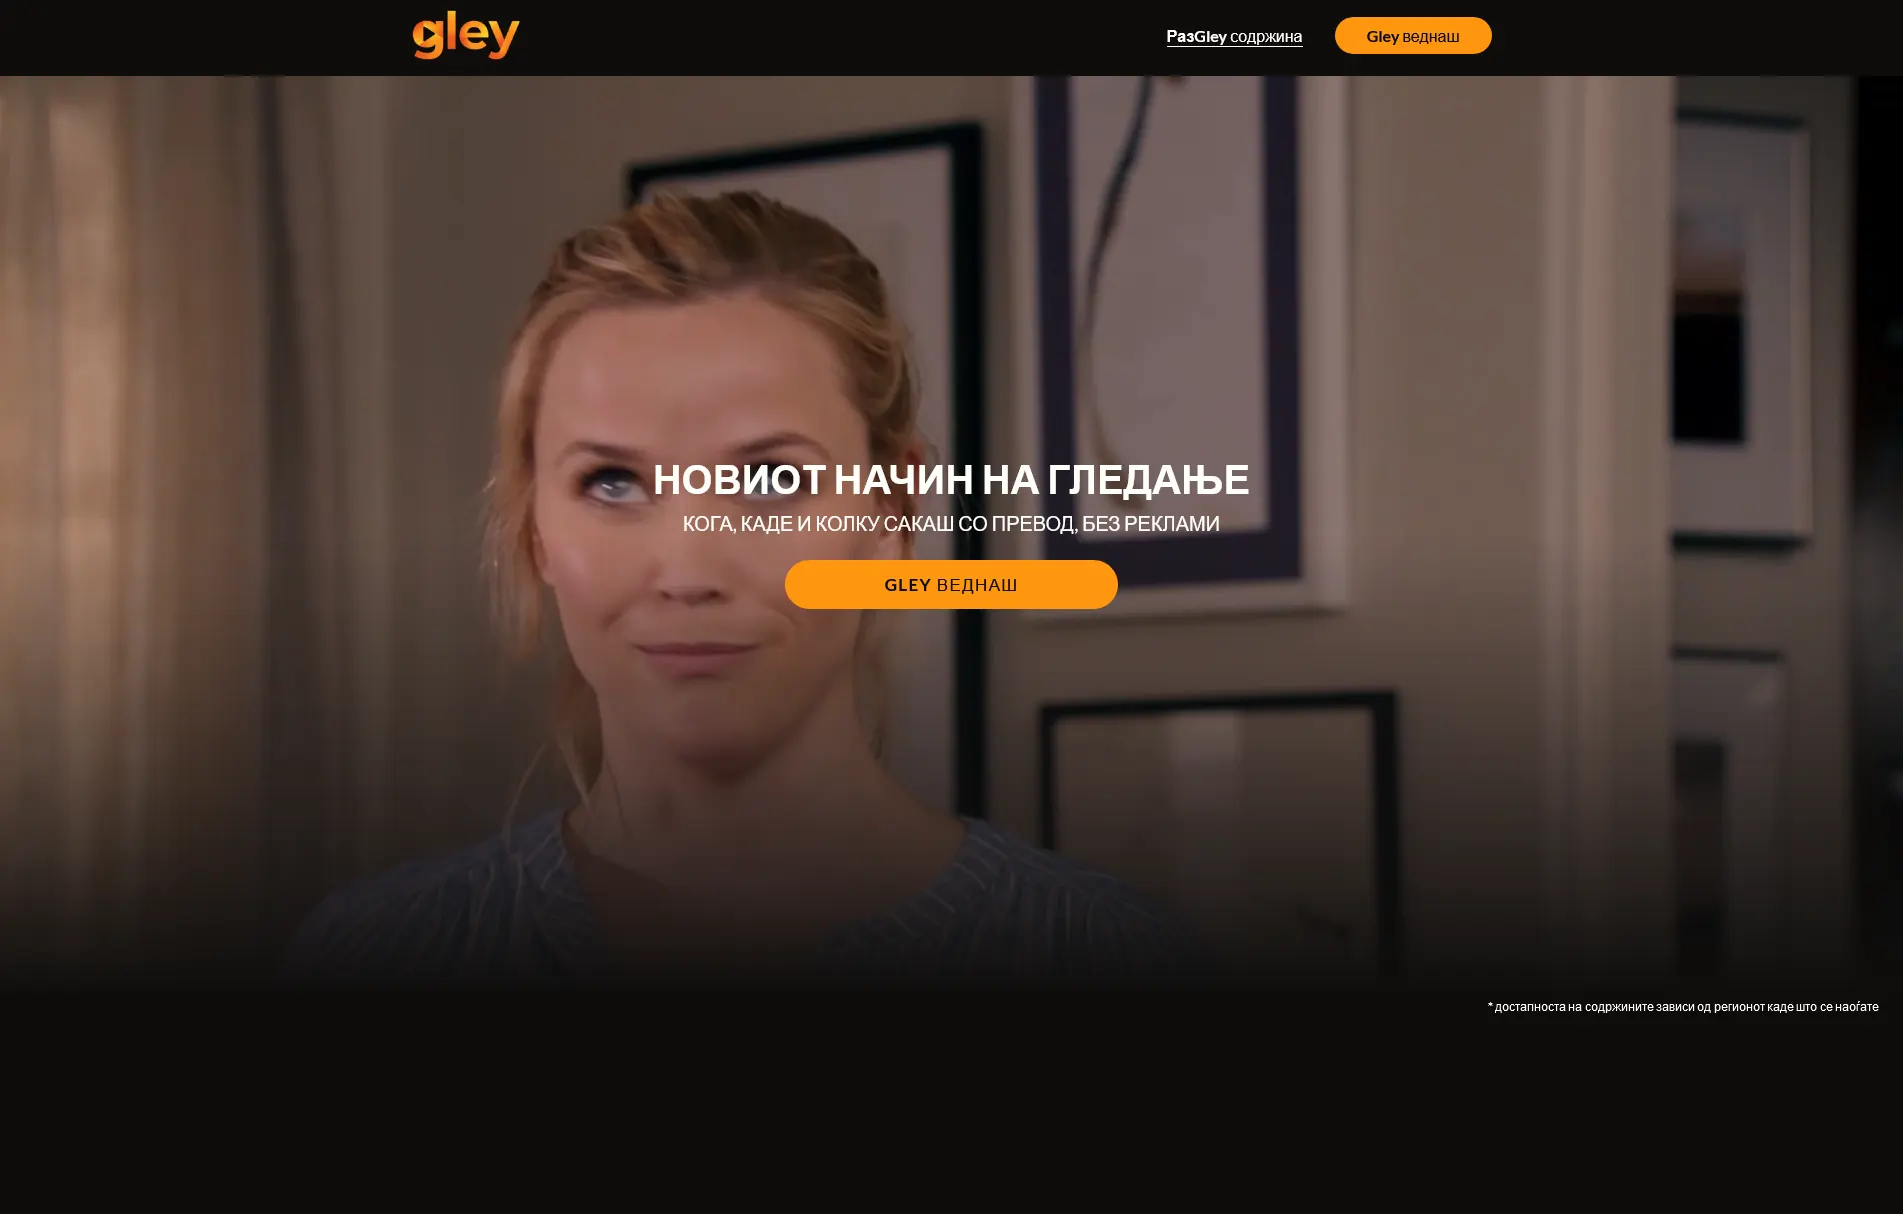 gley
РазGley содржина
Gley веднаш
НОВИОТ НАЧИН НА ГЛЕДАЊЕ
КОГА, КАДЕ И КОЛКУ САКАШ СО ПРЕВОД, БЕЗ РЕКЛАМИ
GLEY ВЕДНАШ
* достапноста на содржините зависи од регионот каде што се наоѓате